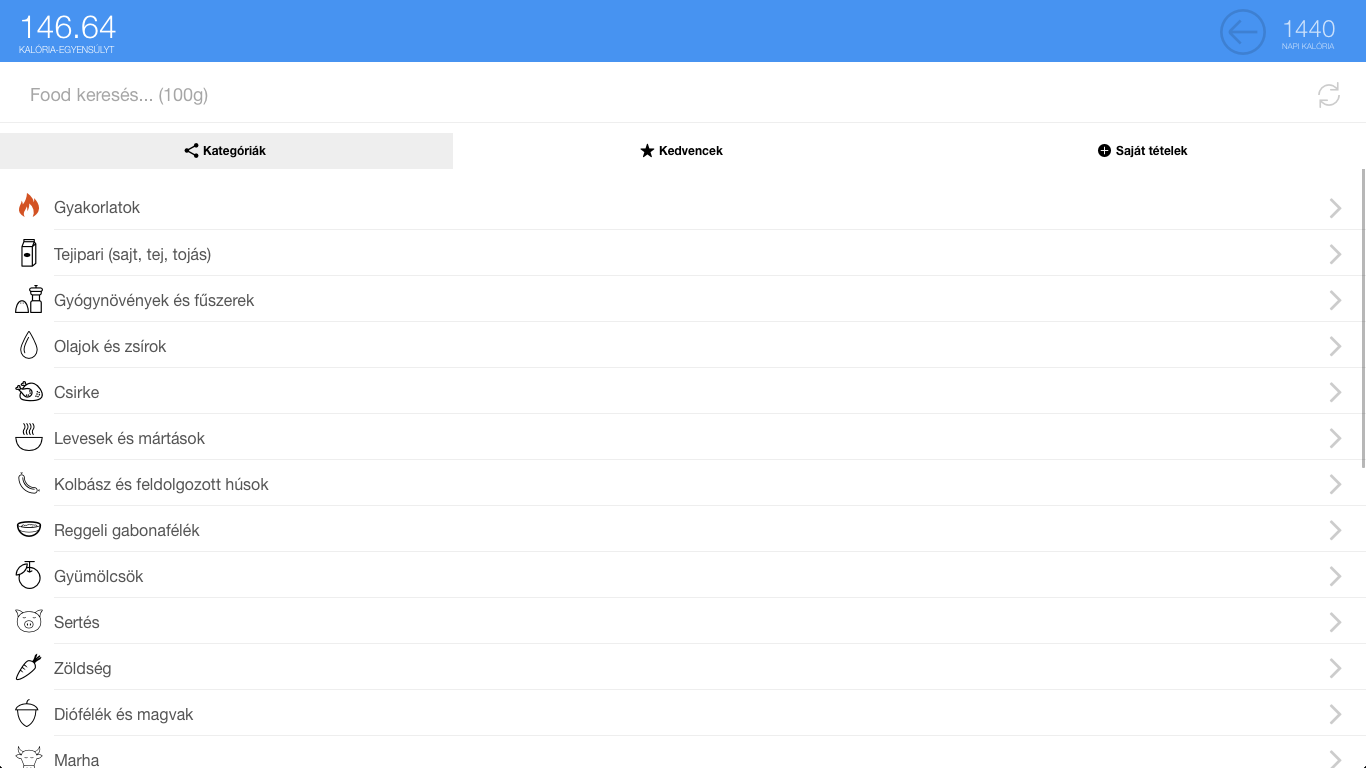 146.64
KALÓRIA-EGYENSÚLYT
1440
NAPI KALÓRIA
Food keresés... (100g)
Kategóriák
Kedvencek
Saját tételek
Gyakorlatok
Tejipari (sajt, tej, tojás)
Gyógynövények és fűszerek
Olajok és zsírok
Csirke
Levesek és mártások
Kolbász és feldolgozott húsok
Reggeli gabonafélék
Gyümölcsök
Sertés
Zöldség
Diófélék és magvak
Marha